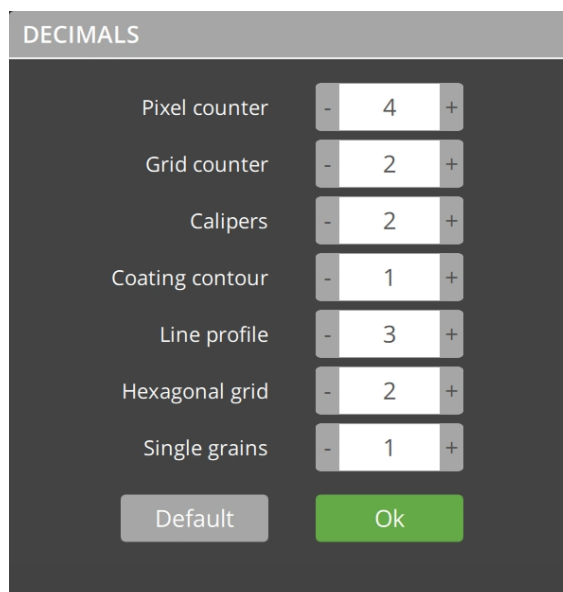 DECIMALS
Pixel counter - 4 +
Grid counter - 2 +
Calipers - 2 +
Coating contour - 1 +
Line profile - 3 +
Hexagonal grid - 2 +
Single grains - 1 +
Default Ok